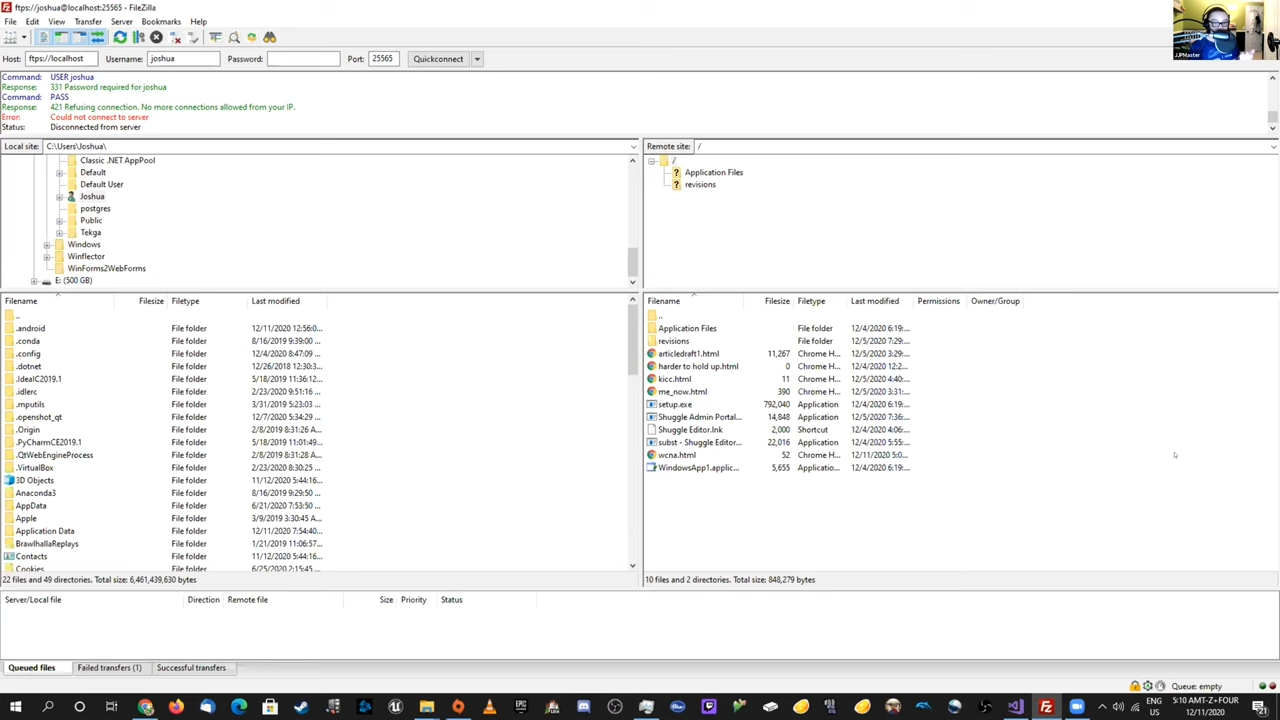 ftps://joshua@localhost:25565 - FileZilla
File Edit View Transfer Server Bookmarks Help
JJPMaster
Host: ftps://localhost Username: joshua Password: Port: 25565 Quickconnect
Command: USER joshua
Response: 331 Password required for joshua
Command: PASS
Response: 421 Refusing connection. No more connections allowed from your IP.
Error: Could not connect to server
Status: Disconnected from server
Local site: C:\Users\Joshua\
Remote site: /
Classic .NET AppPool
Default
Default User
Joshua
postgres
Public
Tekga
Windows
Winflector
WinForms2WebForms
E: (500 GB)
/
Application Files
revisions
Filename Filesize Filetype Last modified
..
.android File folder 12/11/2020 12:56:0...
.conda File folder 8/16/2019 9:39:00 ...
.config File folder 12/4/2020 8:47:09 ...
.dotnet File folder 12/26/2018 12:30:3...
.IdeaIC2019.1 File folder 5/18/2019 11:36:12...
.idlerc File folder 2/23/2020 9:51:16 ...
.mputils File folder 3/31/2019 5:23:03 ...
.openshot_qt File folder 12/7/2020 5:34:29 ...
.Origin File folder 2/8/2019 8:31:26 A...
.PyCharmCE2019.1 File folder 5/18/2019 11:01:49...
.QtWebEngineProcess File folder 2/8/2019 8:31:28 A...
.VirtualBox File folder 2/23/2020 8:30:25 ...
3D Objects File folder 11/12/2020 5:44:16...
Anaconda3 File folder 8/16/2019 9:29:50 ...
AppData File folder 6/21/2020 7:53:50 ...
Apple File folder 3/9/2019 3:30:45 A...
Application Data File folder 12/11/2020 7:54:40...
BrawlhallaReplays File folder 1/21/2019 11:06:57...
Contacts File folder 11/12/2020 5:44:16...
Cookies File folder 6/25/2020 2:15:45 ...
22 files and 49 directories. Total size: 6,461,439,630 bytes
Filename Filesize Filetype Last modified Permissions Owner/Group
..
Application Files File folder 12/4/2020 6:19:...
revisions File folder 12/5/2020 7:29:...
articledraft1.html 11,267 Chrome H... 12/5/2020 3:29:...
harder to hold up.html 0 Chrome H... 12/4/2020 12:2...
kicc.html 11 Chrome H... 12/5/2020 4:40:...
me_now.html 390 Chrome H... 12/5/2020 3:31:...
setup.exe 792,040 Application 12/4/2020 6:19:...
Shuggle Admin Portal... 14,848 Application 12/5/2020 7:36:...
Shuggle Editor.lnk 2,000 Shortcut 12/4/2020 4:06:...
subst - Shuggle Editor... 22,016 Application 12/4/2020 5:55:...
wcna.html 52 Chrome H... 12/11/2020 5:0...
WindowsApp1.applic... 5,655 Applicatio... 12/4/2020 6:19:...
10 files and 2 directories. Total size: 848,279 bytes
Server/Local file Direction Remote file Size Priority Status
Queued files Failed transfers (1) Successful transfers
Queue: empty
ENG
US
5:10 AMT-Z+FOUR
12/11/2020